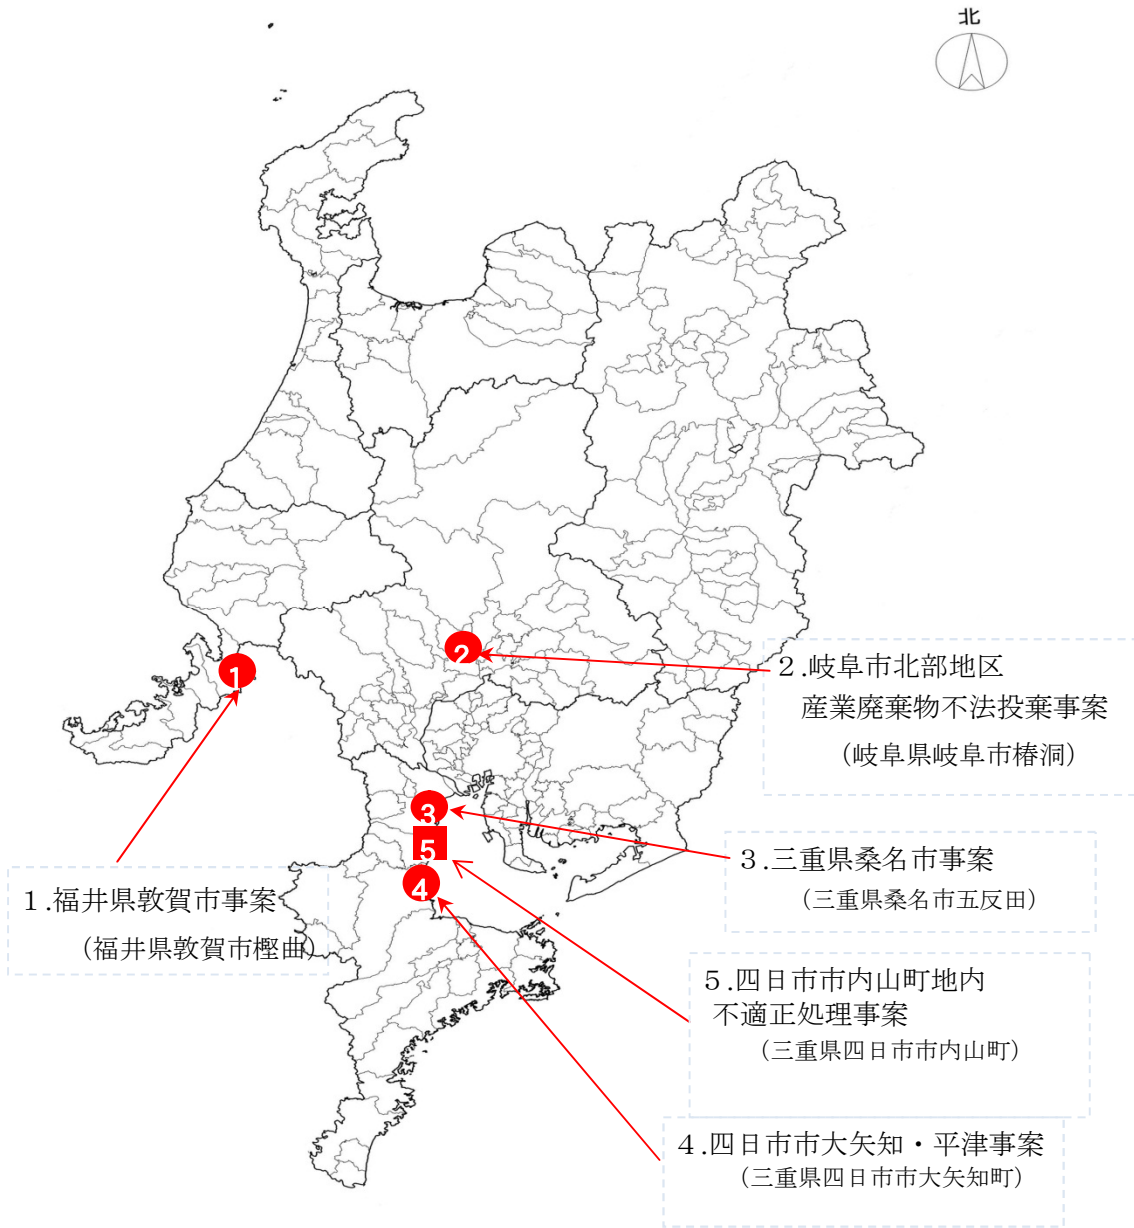 北
1
2
3
5
4
２.岐阜市北部地区
産業廃棄物不法投棄事案
（岐阜県岐阜市椿洞）
３.三重県桑名市事案
（三重県桑名市五反田）
１.福井県敦賀市事案
（福井県敦賀市樫曲）
５.四日市市内山町地内
不適正処理事案
（三重県四日市市内山町）
４.四日市市大矢知・平津事案
（三重県四日市市大矢知町）